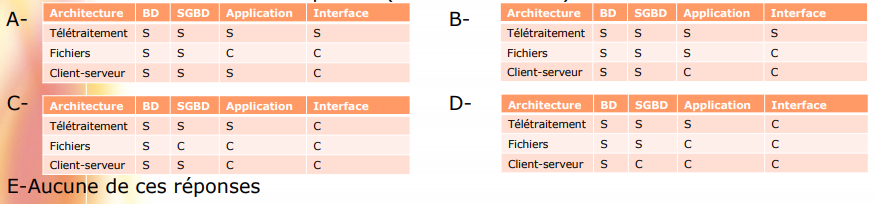 A-
Architecture BD SGBD Application Interface
Télétraitement S S S S
Fichiers S S C C
Client-serveur S S S C
B-
Architecture BD SGBD Application Interface
Télétraitement S S S S
Fichiers S S S C
Client-serveur S S C C
C-
Architecture BD SGBD Application Interface
Télétraitement S S S C
Fichiers S C C C
Client-serveur S S C C
D-
Architecture BD SGBD Application Interface
Télétraitement S S S C
Fichiers S S C C
Client-serveur S C C C
E-Aucune de ces réponses